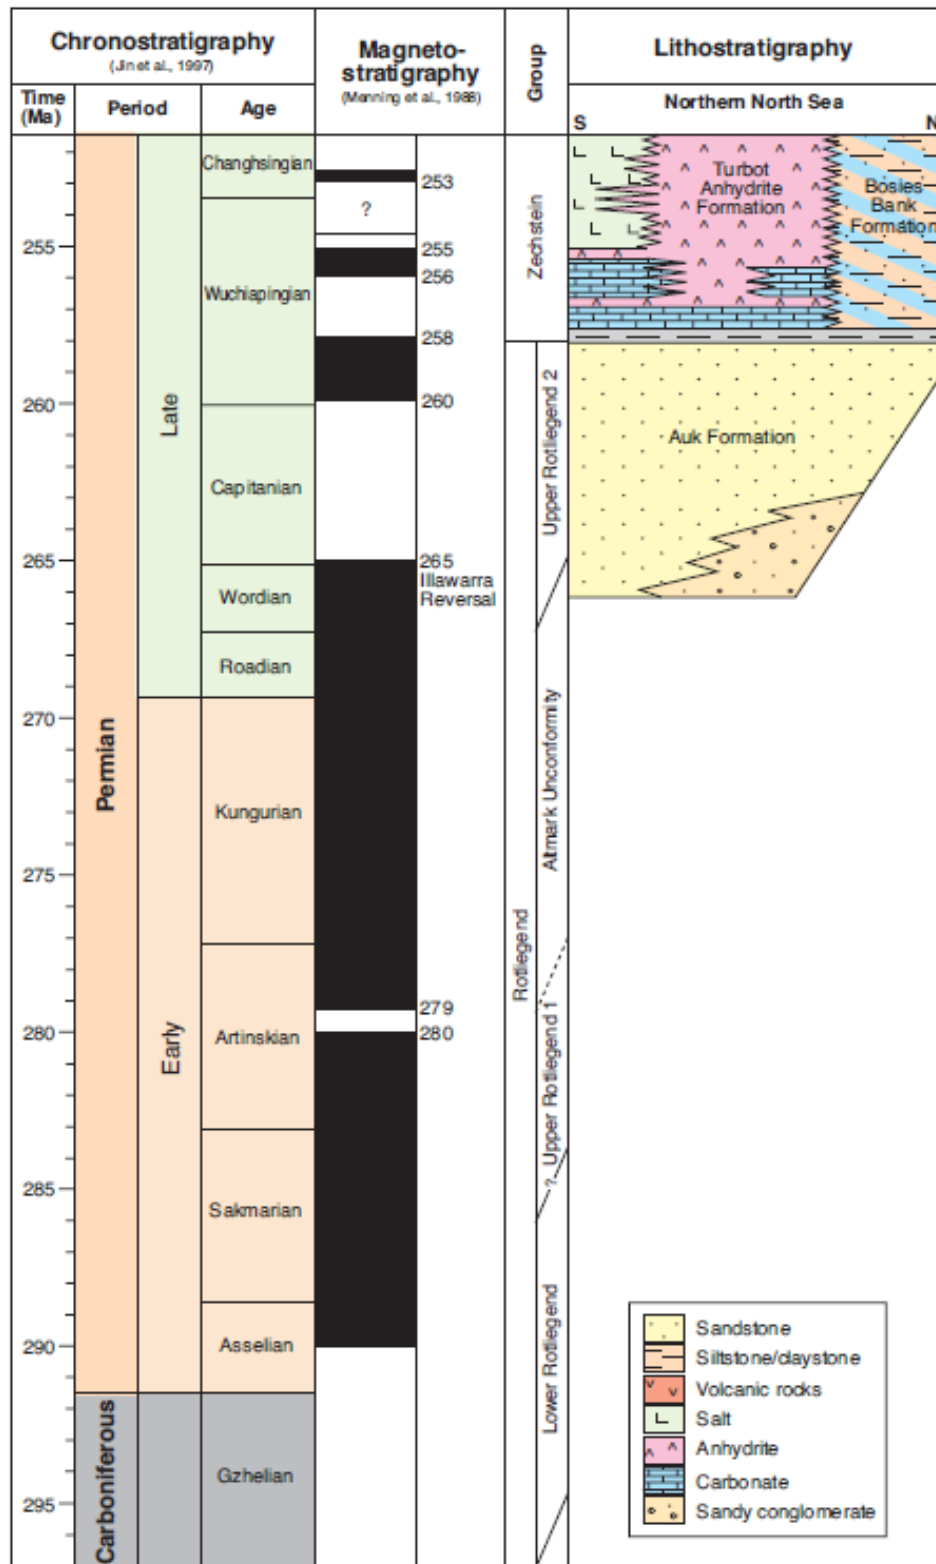 Chronostratigraphy
(Jin et al., 1997)
Magneto-
stratigraphy
(Menning et al., 1988)
Group
Lithostratigraphy
Time
(Ma)
Period
Age
Northern North Sea
S
N
255
260
265
270
275
280
285
290
295
Permian
Carboniferous
Late
Early
Changhsingian
Wuchiapingian
Capitanian
Wordian
Roadian
Kungurian
Artinskian
Sakmarian
Asselian
Gzhelian
253
?
255
256
258
260
265
Illawarra
Reversal
279
280
Zechstein
Rotliegend
Upper Rotliegend 2
Altmark Unconformity
? Upper Rotliegend 1
Lower Rotliegend
Turbot
Anhydrite
Formation
Bosies
Bank
Formation
Auk Formation
Sandstone
Siltstone/claystone
Volcanic rocks
Salt
Anhydrite
Carbonate
Sandy conglomerate